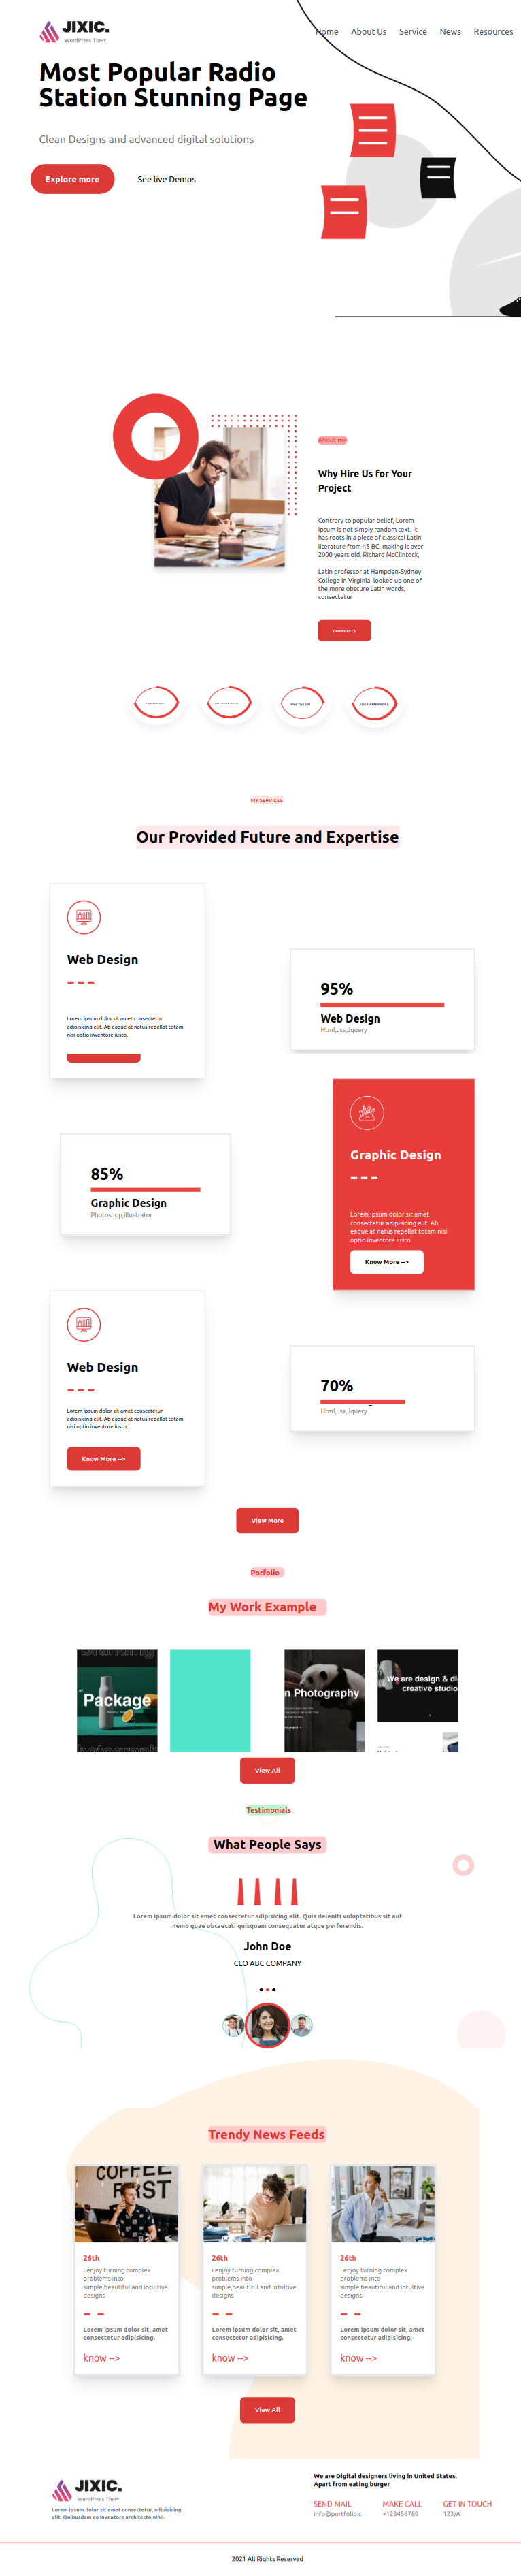 JIXIC.
WordPress Them
Home About Us Service News Resources
Most Popular Radio
Station Stunning Page
Clean Designs and advanced digital solutions
Explore more
See live Demos
About me
Why Hire Us for Your
Project
Contrary to popular belief, Lorem
Ipsum is not simply random text. It
has roots in a piece of classical Latin
literature from 45 BC, making it over
2000 years old. Richard McClintock,
Latin professor at Hampden-Sydney
College in Virginia, looked up one of
the more obscure Latin words,
consectetur
Download CV
WEB DESIGN
USER EXPERIENCE
MY SERVICES
Our Provided Future and Expertise
Web Design
Lorem ipsum dolor sit amet consectetur
adipisicing elit. Ab eaque at natus repellat totam
nisi optio inventore iusto.
95%
Web Design
Html,Jss,Jquery
85%
Graphic Design
Photoshop,illustrator
Graphic Design
Lorem ipsum dolor sit amet
consectetur adipisicing elit. Ab
eaque at natus repellat totam nisi
optio inventore iusto.
Know More -->
Web Design
Lorem ipsum dolor sit amet consectetur
adipisicing elit. Ab eaque at natus repellat totam
nisi optio inventore iusto.
Know More -->
70%
Html,Jss,Jquery
View More
Porfolio
My Work Example
Branding
Package
Photograph
n Photography
We are design & di
creative studio
View All
Testimonials
What People Says
Lorem ipsum dolor sit amet consectetur adipisicing elit. Quis deleniti voluptatibus sit aut
nemo quae obcaecati quisquam consequatur atque perferendis.
John Doe
CEO ABC COMPANY
Trendy News Feeds
COFFEE
FIRST
26th
i enjoy turning complex
problems into
simple,beautiful and intuitive
designs
Lorem ipsum dolor sit, amet
consectetur adipisicing.
know -->
26th
i enjoy turning complex
problems into
simple,beautiful and intuitive
designs
Lorem ipsum dolor sit, amet
consectetur adipisicing.
know -->
26th
i enjoy turning complex
problems into
simple,beautiful and intuitive
designs
Lorem ipsum dolor sit, amet
consectetur adipisicing.
know -->
View All
JIXIC.
WordPress Them
Lorem ipsum dolor sit amet consectetur, adipisicing
elit. Quibusdam ex inventore architecto nihil.
We are Digital designers living in United States.
Apart from eating burger
SEND MAIL MAKE CALL GET IN TOUCH
info@portfolio.c +123456789 123/A
2021 All Rights Reserved